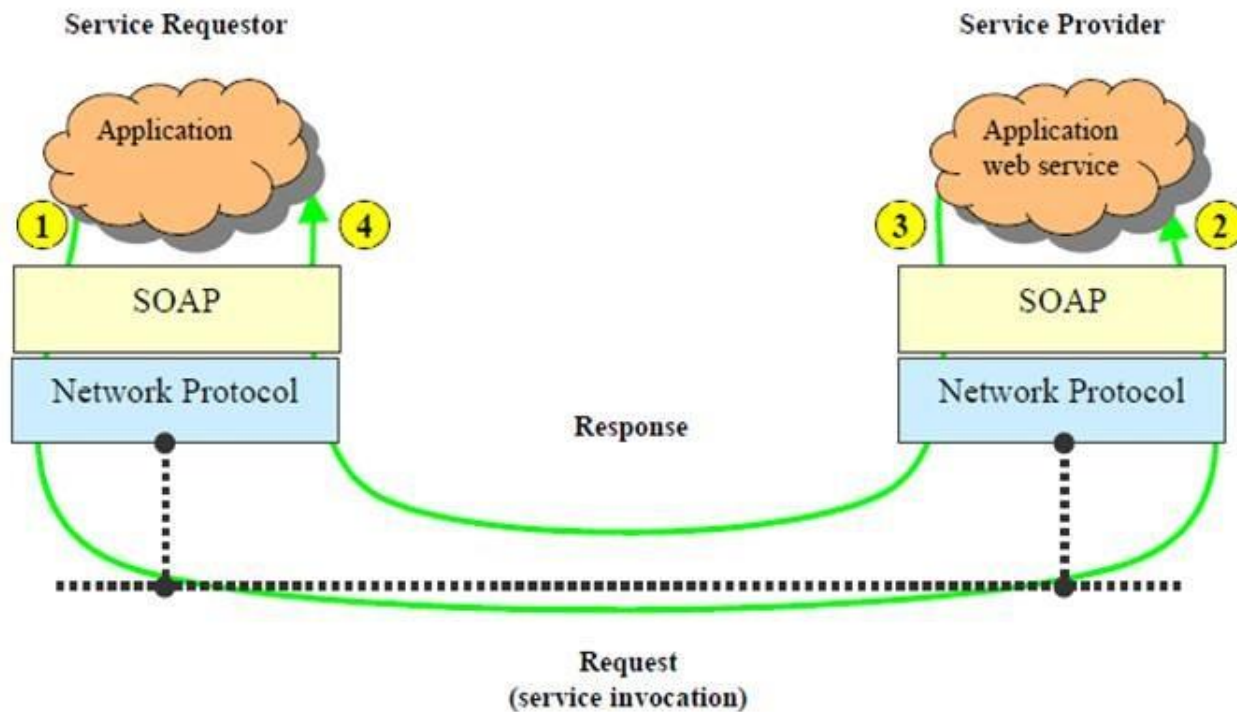 Service Requestor
Service Provider
Application
Application
web service
1
4
3
2
SOAP
SOAP
Network Protocol
Network Protocol
Response
Request
(service invocation)